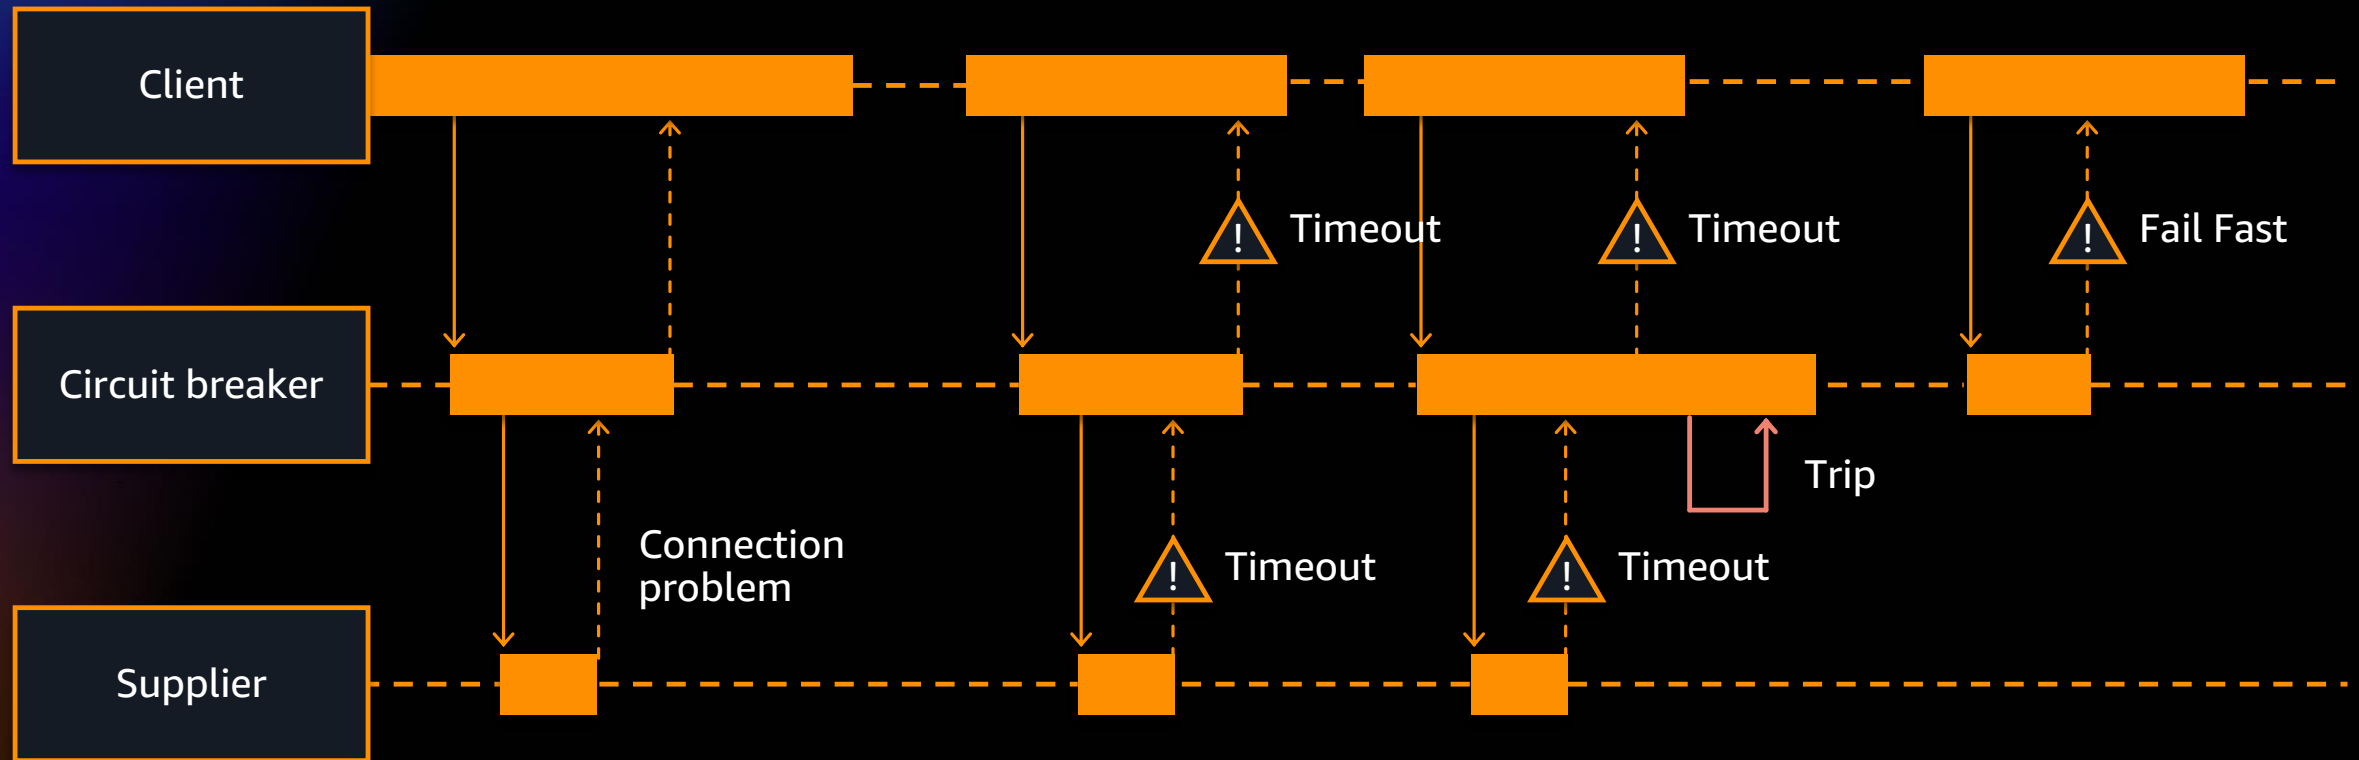 Client
Timeout
Timeout
Fail Fast
Circuit breaker
Trip
Connection
problem
Timeout
Timeout
Supplier
!
!
!
!
!